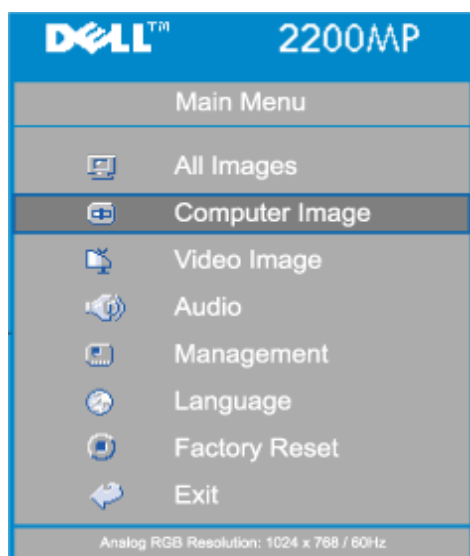 DELL™ 2200MP
Main Menu
All Images
Computer Image
Video Image
Audio
Management
Language
Factory Reset
Exit
Analog RGB Resolution: 1024 x 768 / 60Hz